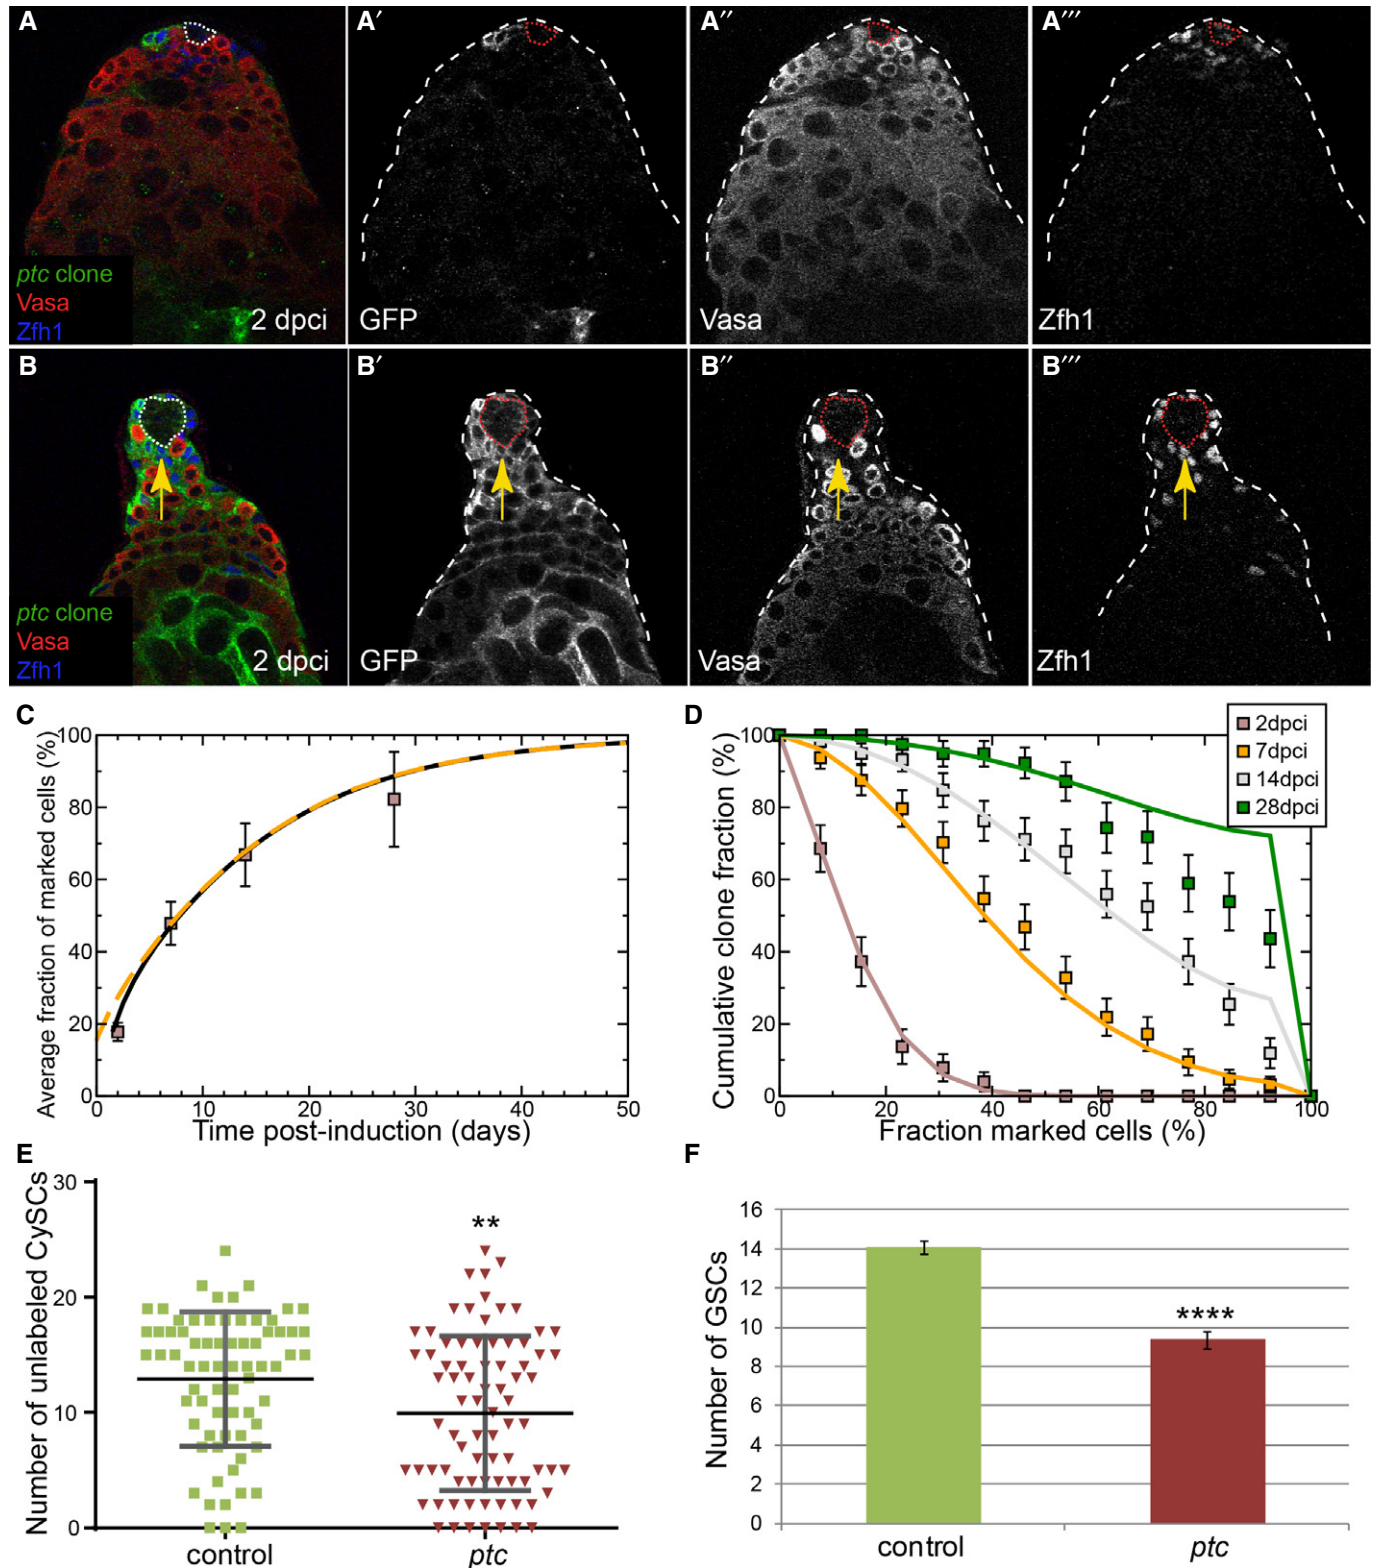 A
A′
A″
A‴
ptc clone
Vasa
Zfh1
2 dpci
GFP
Vasa
Zfh1
B
B′
B″
B‴
ptc clone
Vasa
Zfh1
2 dpci
GFP
Vasa
Zfh1
C
Average fraction of marked cells (%)
100
80
60
40
20
0
0 10 20 30 40 50
Time post-induction (days)
D
Cumulative clone fraction (%)
100
80
60
40
20
0
0 20 40 60 80 100
Fraction marked cells (%)
2dpci
7dpci
14dpci
28dpci
E
Number of unlabeled CySCs
30
20
10
0
**
control ptc
F
Number of GSCs
16
14
12
10
8
6
4
2
0
****
control ptc